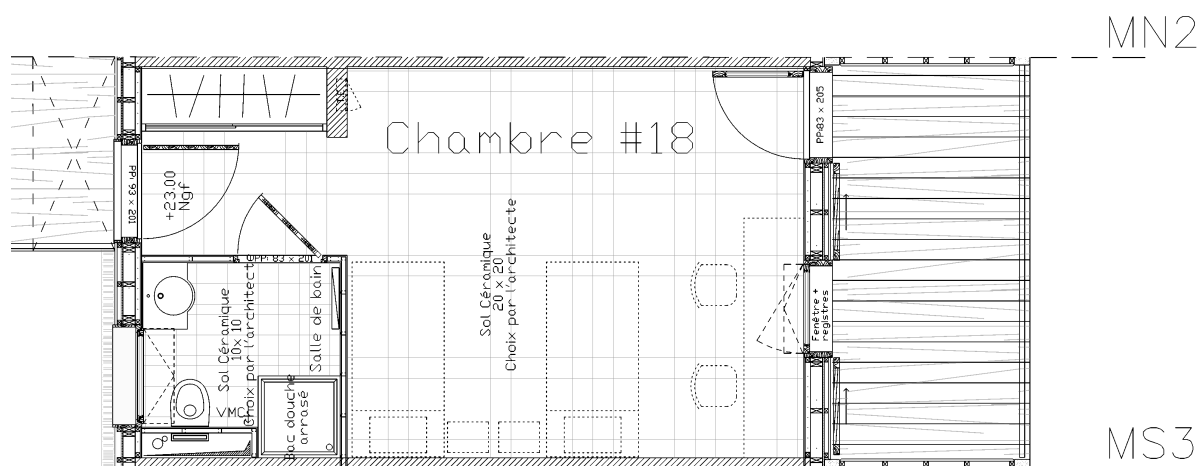 MN2
PP:83 x 205
Chambre #18
PP: 93 x 201
+23.00
Ngf
Sol Céramique
20 x 20
Choix par l'architecte
PP: 83 x 201
Fenêtre +
registres
Sol Céramique
10x 10
Choix par l'architecte
Salle de bain
VMC
Bac douche
arrasé
MS3